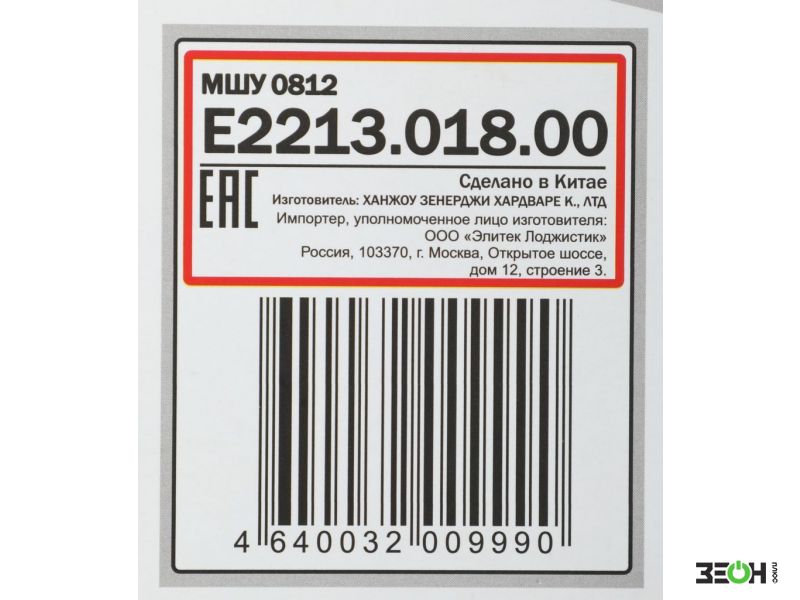 МШУ 0812
E2213.018.00
EAC
Сделано в Китае
Изготовитель: ХАНЖОУ ЗЕНЕРДЖИ ХАРДВАРЕ К., ЛТД
Импортер, уполномоченное лицо изготовителя:
ООО «Элитек Лоджистик»
Россия, 103370, г. Москва, Открытое шоссе,
дом 12, строение 3.
4 640032 009990
ЗЕОН
плюс